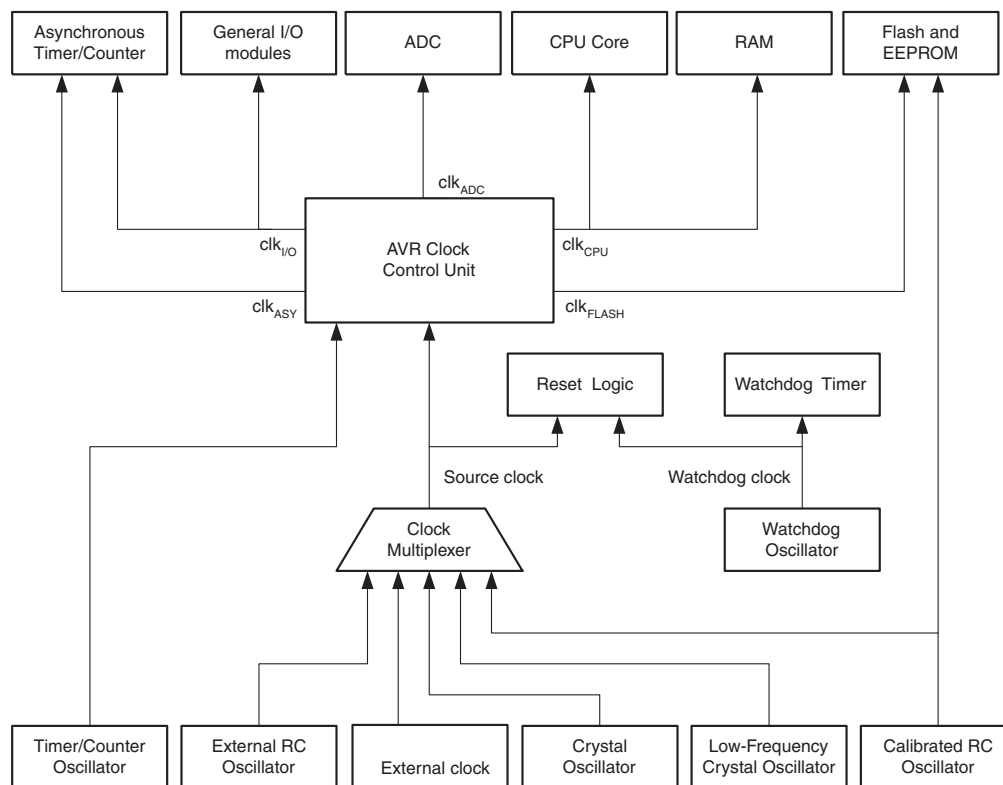 Asynchronous
Timer/Counter
General I/O
modules
ADC
CPU Core
RAM
Flash and
EEPROM
clkADC
clkI/O
AVR Clock
Control Unit
clkCPU
clkASY
clkFLASH
Reset Logic
Watchdog Timer
Source clock
Watchdog clock
Clock
Multiplexer
Watchdog
Oscillator
Timer/Counter
Oscillator
External RC
Oscillator
External clock
Crystal
Oscillator
Low-Frequency
Crystal Oscillator
Calibrated RC
Oscillator